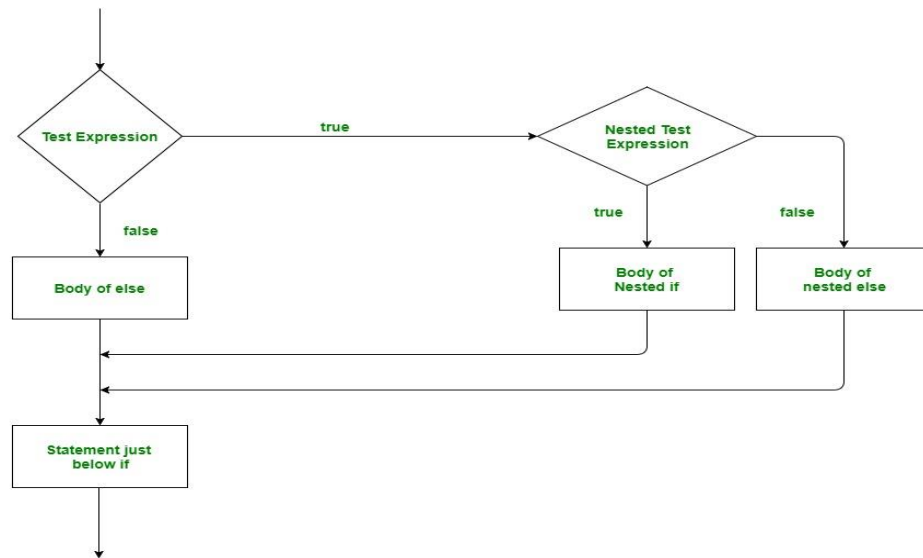 Test Expression
true
Nested Test
Expression
false
true
false
Body of else
Body of
Nested if
Body of
nested else
Statement just
below if